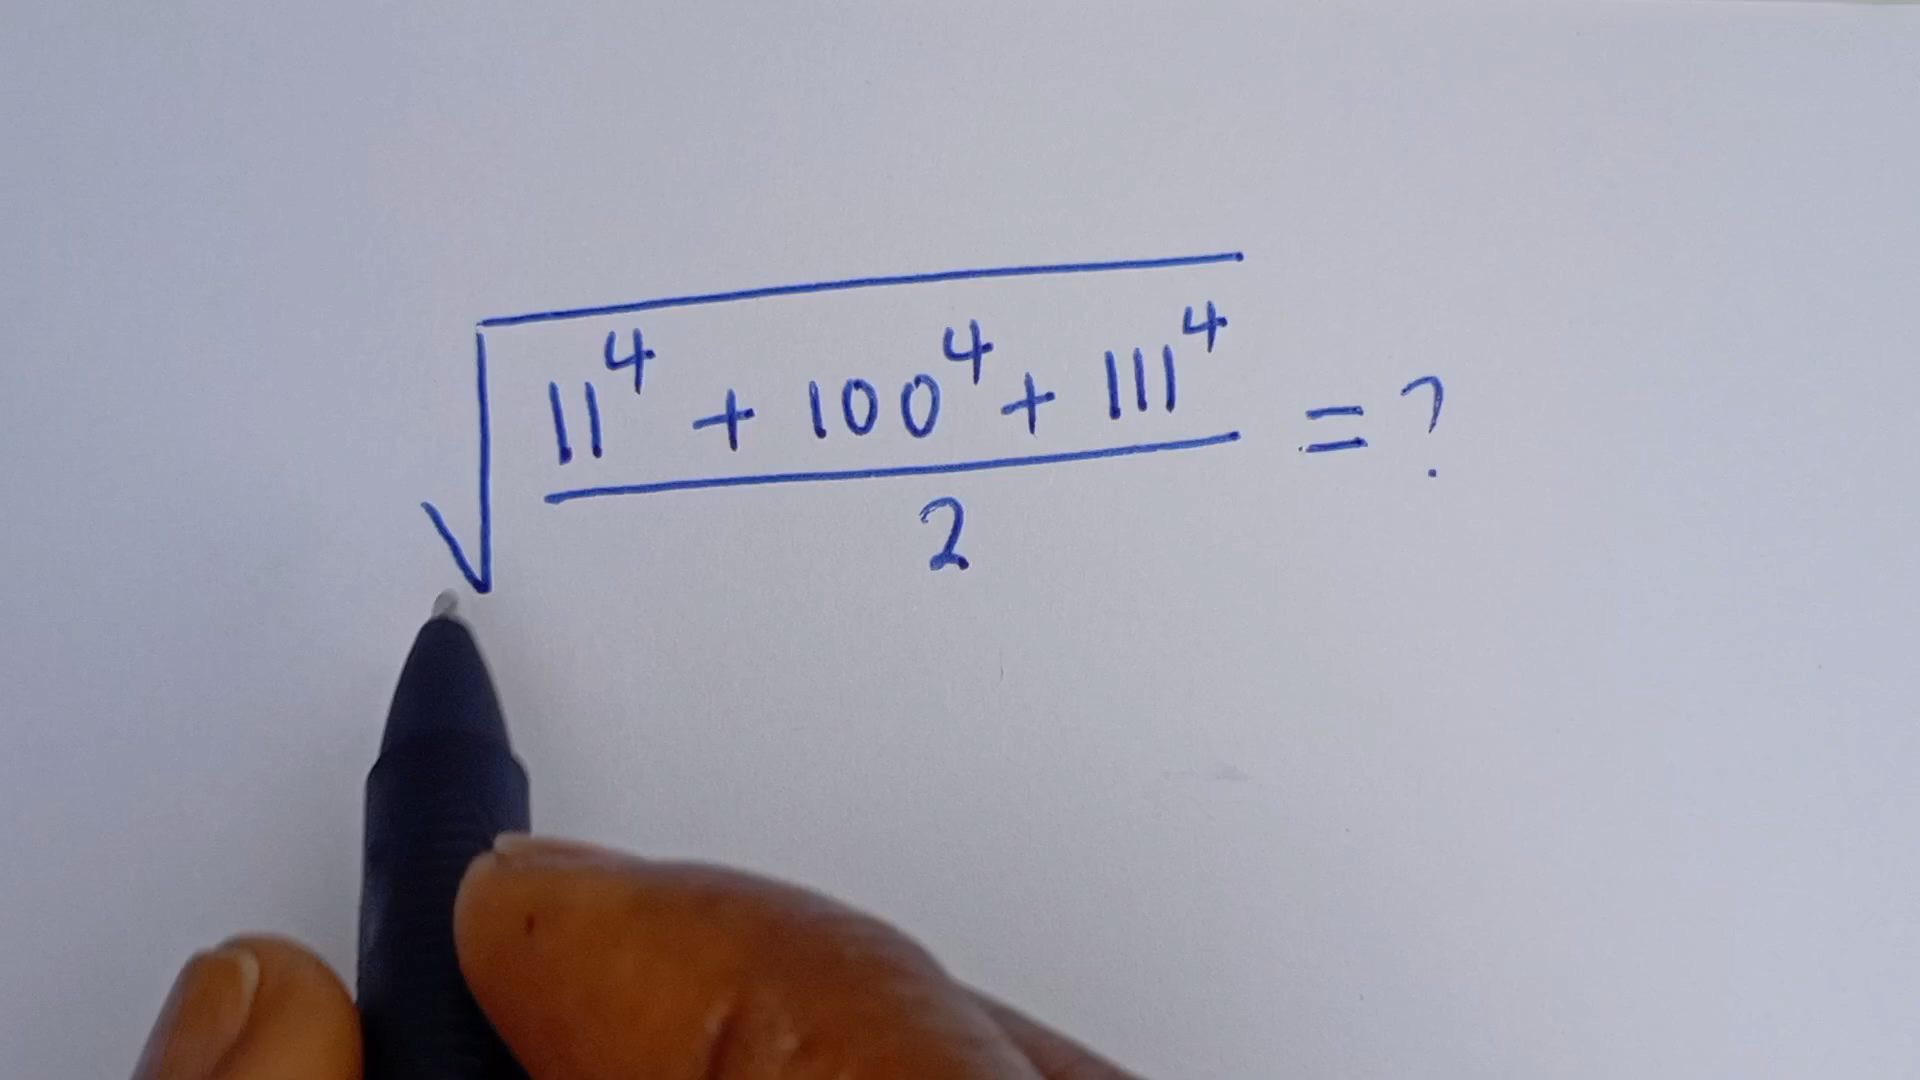 √((11⁴ + 100⁴ + 111⁴)/2) = ?